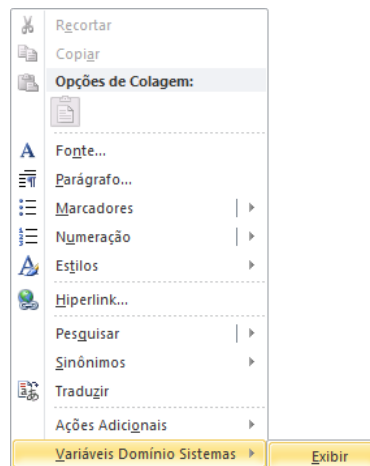 Recortar
Copiar
Opções de Colagem:
Fonte...
Parágrafo...
Marcadores
Numeração
Estilos
Hiperlink...
Pesquisar
Sinônimos
Traduzir
Ações Adicionais
Variáveis Domínio Sistemas
Exibir